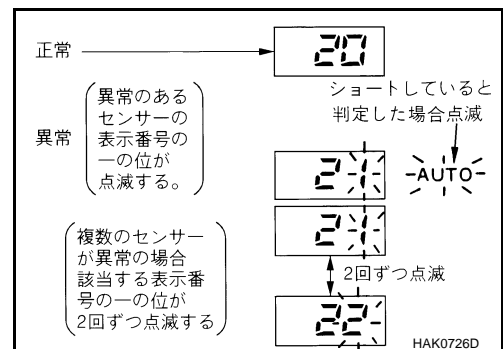 正常
20
ショートしていると
判定した場合点滅
異常
異常のある
センサーの
表示番号の
一の位が
点滅する。
21
AUTO
21
複数のセンサー
が異常の場合
該当する表示番
号の一の位が
2回ずつ点滅する
2回ずつ点滅
22
HAK0726D